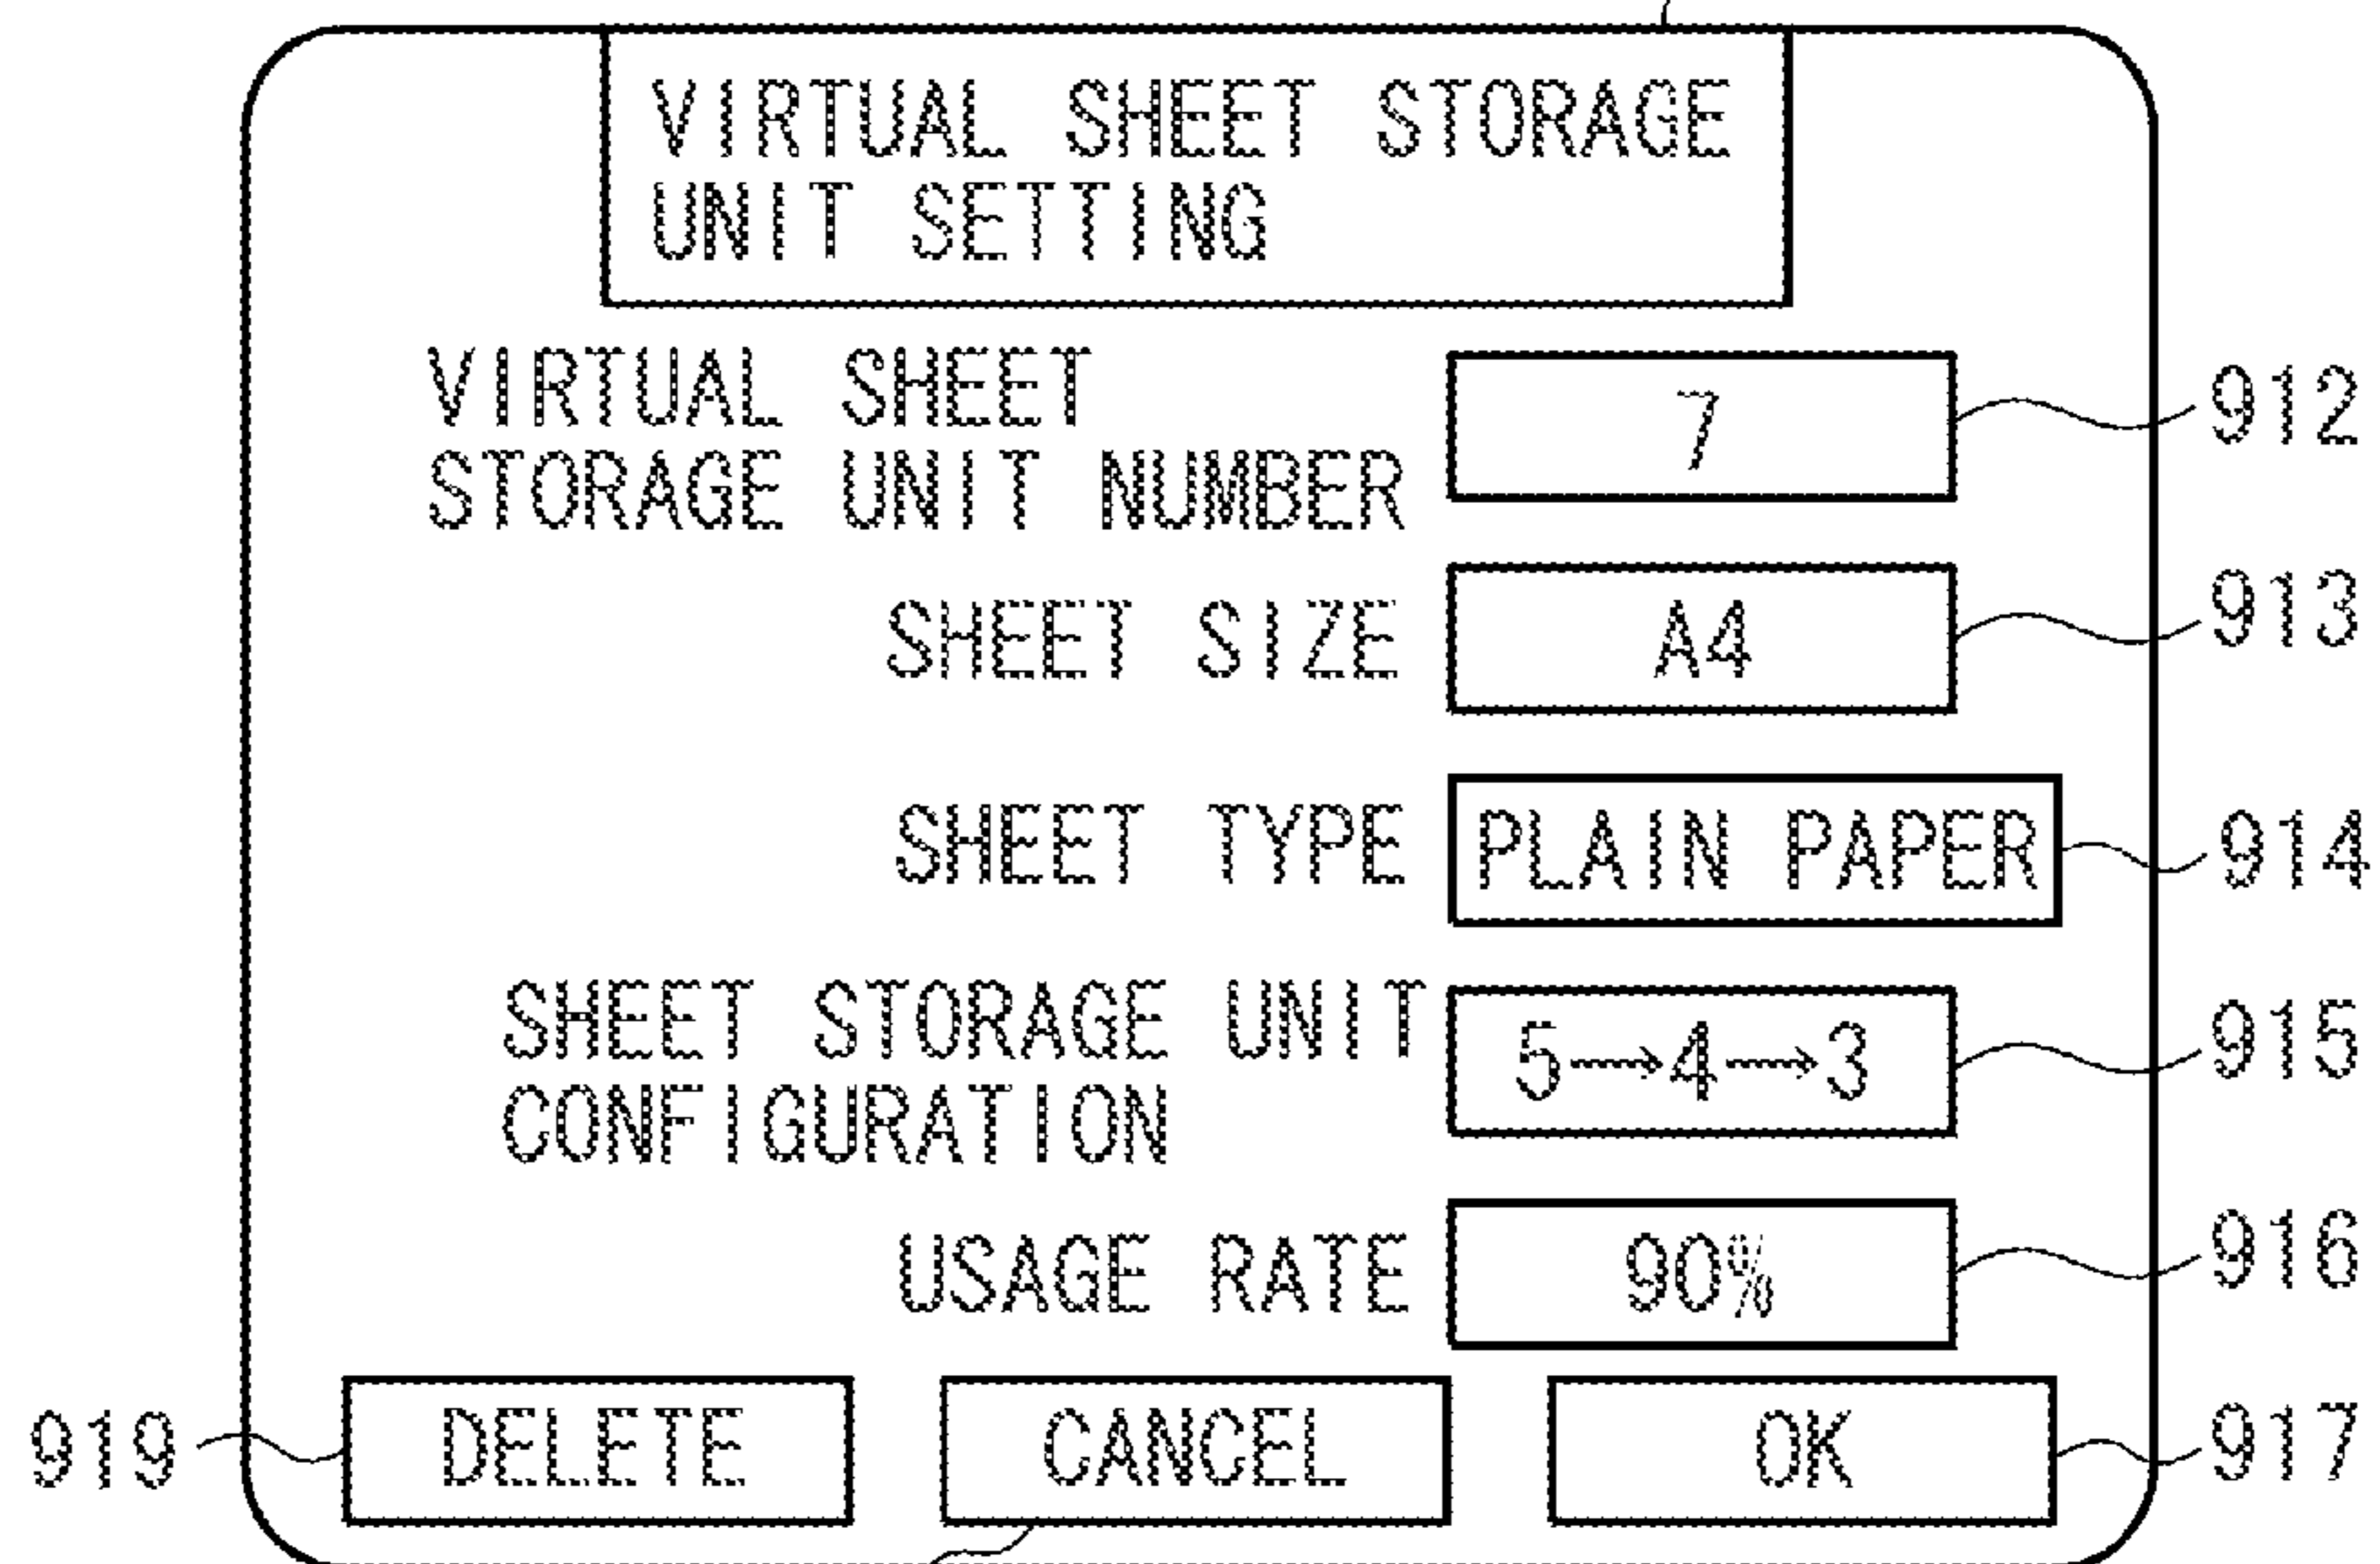 VIRTUAL SHEET STORAGE
UNIT SETTING
VIRTUAL SHEET
STORAGE UNIT NUMBER
7
912
SHEET SIZE
A4
913
SHEET TYPE
PLAIN PAPER
914
SHEET STORAGE UNIT
CONFIGURATION
5→4→3
915
USAGE RATE
90%
916
919
DELETE
CANCEL
OK
917